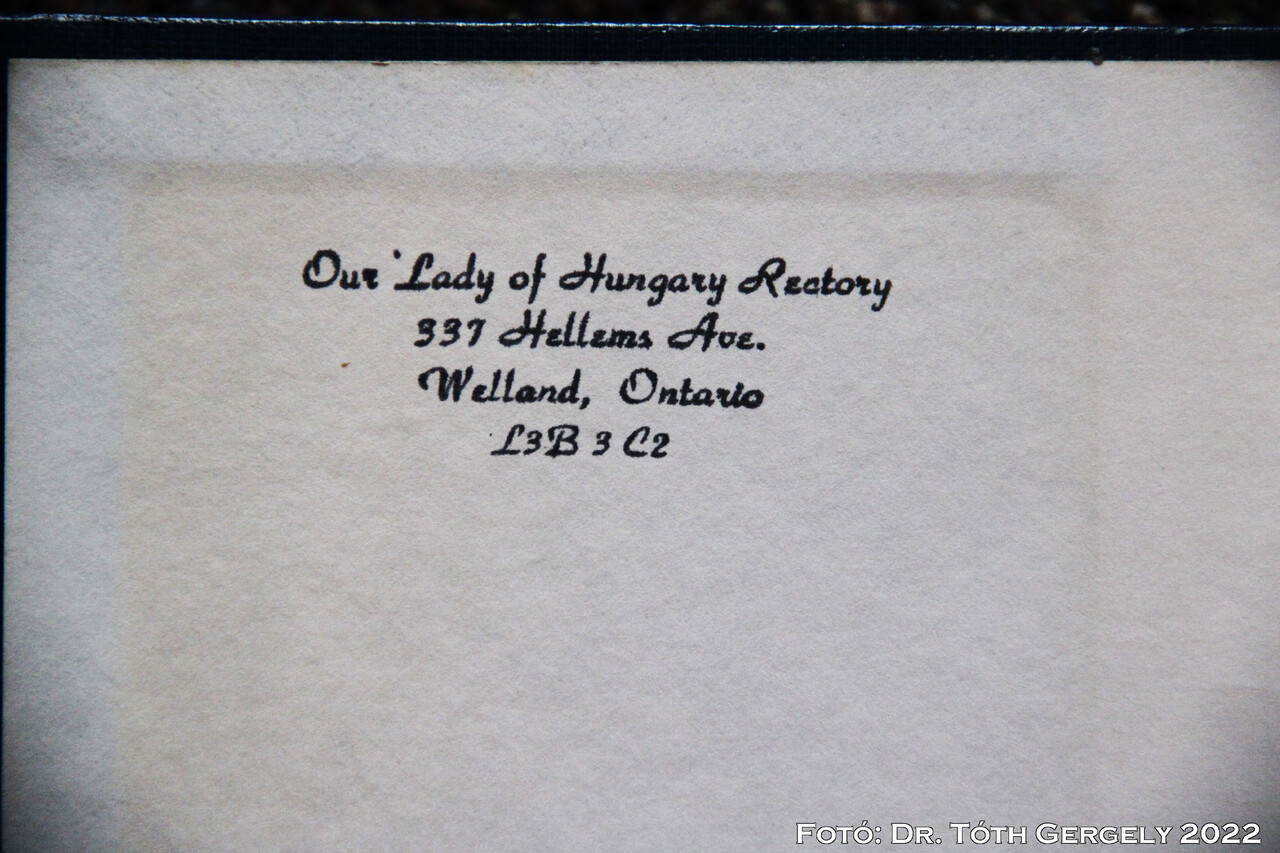 Our Lady of Hungary Rectory
337 Hellems Ave.
Welland, Ontario
L3B 3C2
Fotó: Dr. Tóth Gergely 2022